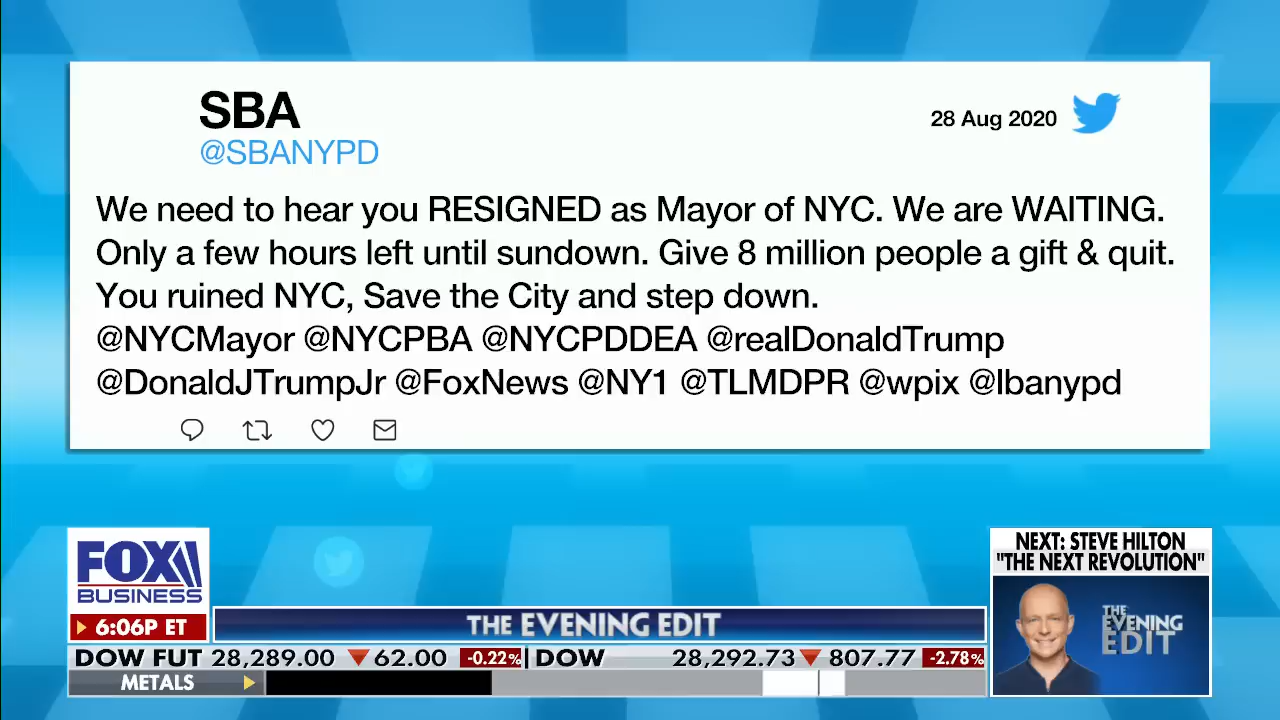 SBA
28 Aug 2020
@SBANYPD
We need to hear you RESIGNED as Mayor of NYC. We are WAITING.
Only a few hours left until sundown. Give 8 million people a gift & quit.
You ruined NYC, Save the City and step down.
@NYCMayor @NYCPBA @NYCPDDEA @realDonaldTrump
@DonaldJTrumpJr @FoxNews @NY1 @TLMDPR @wpix @lbanypd
FOX
BUSINESS
6:06P ET
THE EVENING EDIT
DOW FUT 28,289.00 62.00 -0.22% DOW 28,292.73 807.77 -2.78%
METALS
NEXT: STEVE HILTON
"THE NEXT REVOLUTION"
THE
EVENING
EDIT